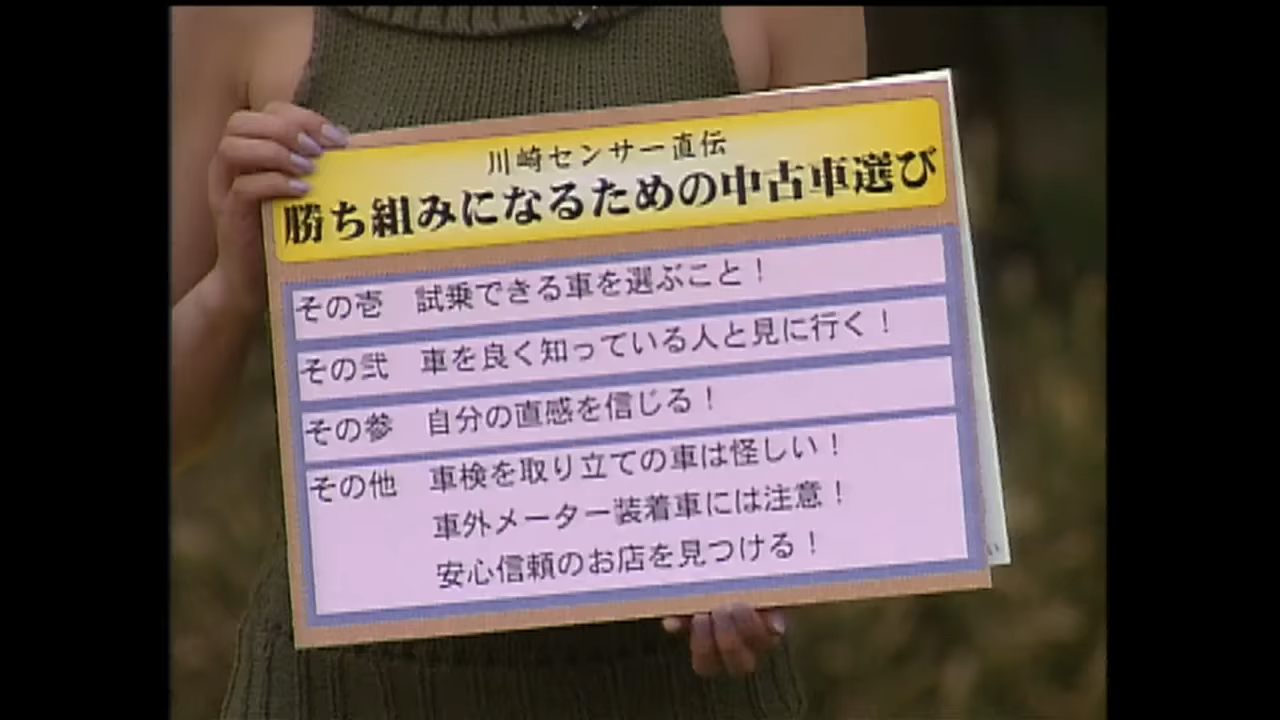 川崎センサー直伝
勝ち組みになるための中古車選び
その壱 試乗できる車を選ぶこと！
その弐 車を良く知っている人と見に行く！
その参 自分の直感を信じる！
その他 車検を取り立ての車は怪しい！
車外メーター装着車には注意！
安心信頼のお店を見つける！
い